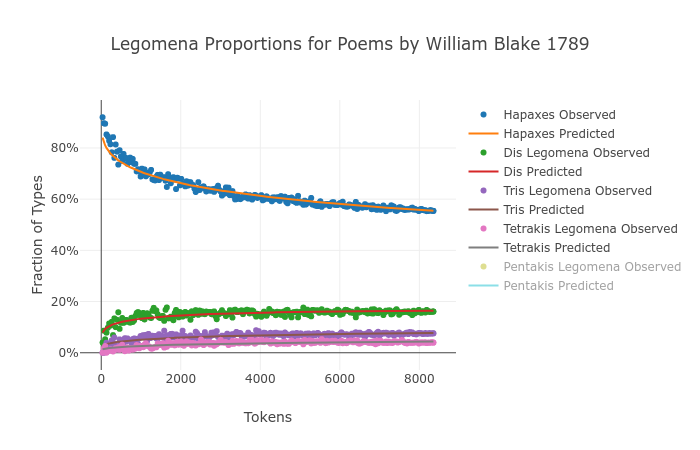 Legomena Proportions for Poems by William Blake 1789
Fraction of Types
80%
60%
40%
20%
0%
0
2000
4000
6000
8000
Tokens
Hapaxes Observed
Hapaxes Predicted
Dis Legomena Observed
Dis Predicted
Tris Legomena Observed
Tris Predicted
Tetrakis Legomena Observed
Tetrakis Predicted
Pentakis Legomena Observed
Pentakis Predicted